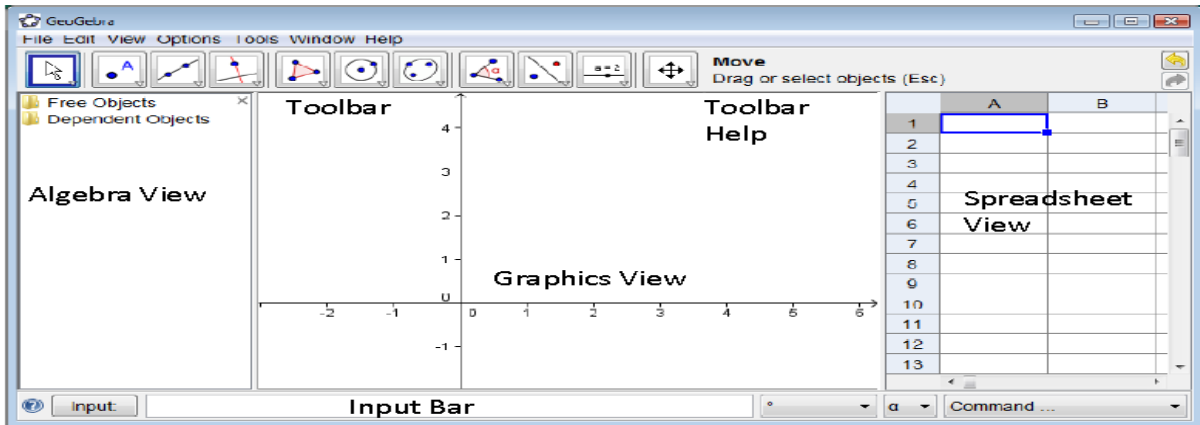 GeoGebra
File Edit View Options Tools Window Help
A
α
a=2
Move
Drag or select objects (Esc)
Free Objects
Dependent Objects
Toolbar
Toolbar
Help
Algebra View
Graphics View
4
3
2
1
0
-2 -1 0 1 2 3 4 5 6
-1
A B
1
2
3
4
5
6
7
8
9
10
11
12
13
Spreadsheet
View
Input:
Input Bar
° α Command ...